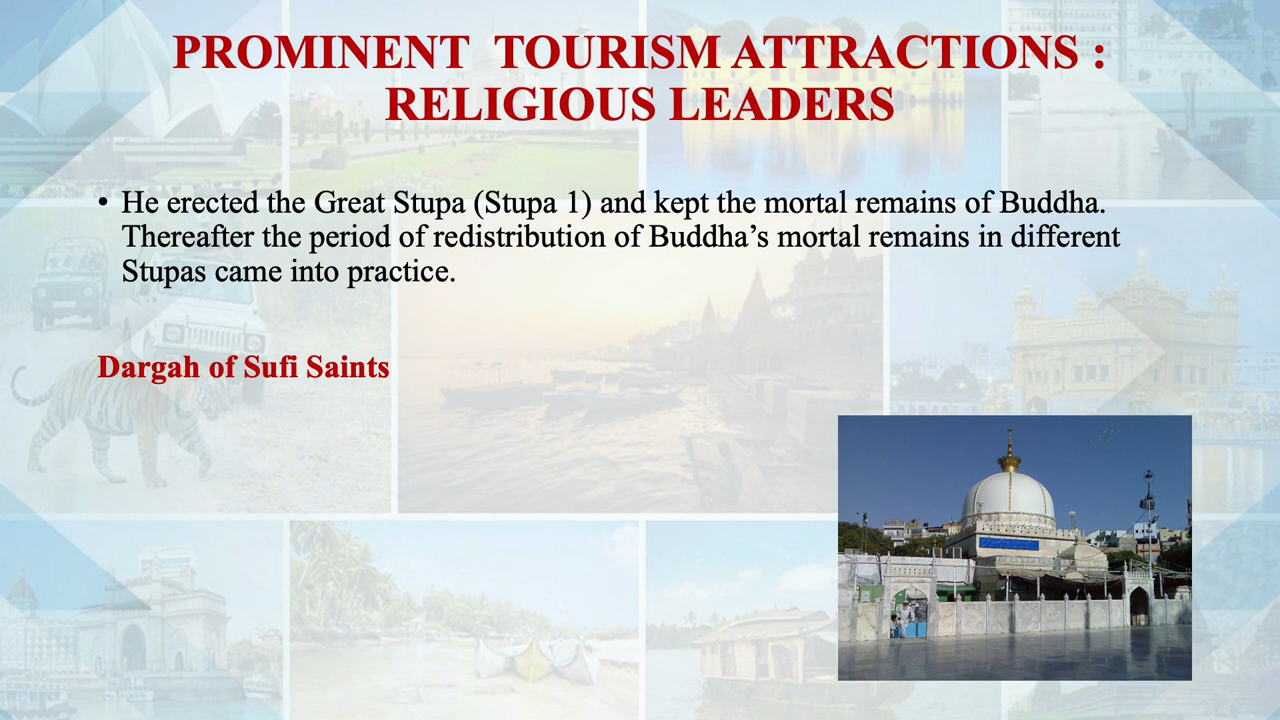 PROMINENT TOURISM ATTRACTIONS :
RELIGIOUS LEADERS
• He erected the Great Stupa (Stupa 1) and kept the mortal remains of Buddha.
Thereafter the period of redistribution of Buddha’s mortal remains in different
Stupas came into practice.
Dargah of Sufi Saints